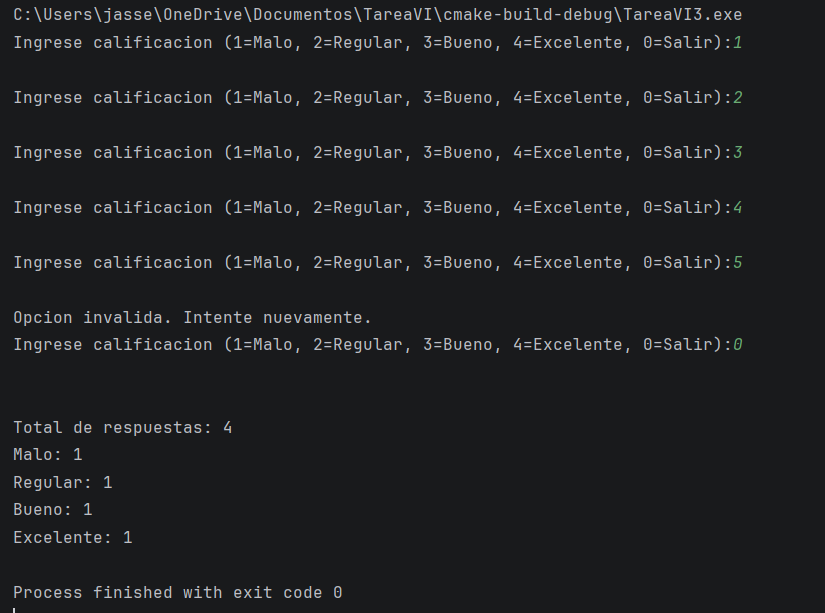 C:\Users\jasse\OneDrive\Documentos\TareaVI\cmake-build-debug\TareaVI3.exe
Ingrese calificacion (1=Malo, 2=Regular, 3=Bueno, 4=Excelente, 0=Salir):1
Ingrese calificacion (1=Malo, 2=Regular, 3=Bueno, 4=Excelente, 0=Salir):2
Ingrese calificacion (1=Malo, 2=Regular, 3=Bueno, 4=Excelente, 0=Salir):3
Ingrese calificacion (1=Malo, 2=Regular, 3=Bueno, 4=Excelente, 0=Salir):4
Ingrese calificacion (1=Malo, 2=Regular, 3=Bueno, 4=Excelente, 0=Salir):5
Opcion invalida. Intente nuevamente.
Ingrese calificacion (1=Malo, 2=Regular, 3=Bueno, 4=Excelente, 0=Salir):0
Total de respuestas: 4
Malo: 1
Regular: 1
Bueno: 1
Excelente: 1
Process finished with exit code 0